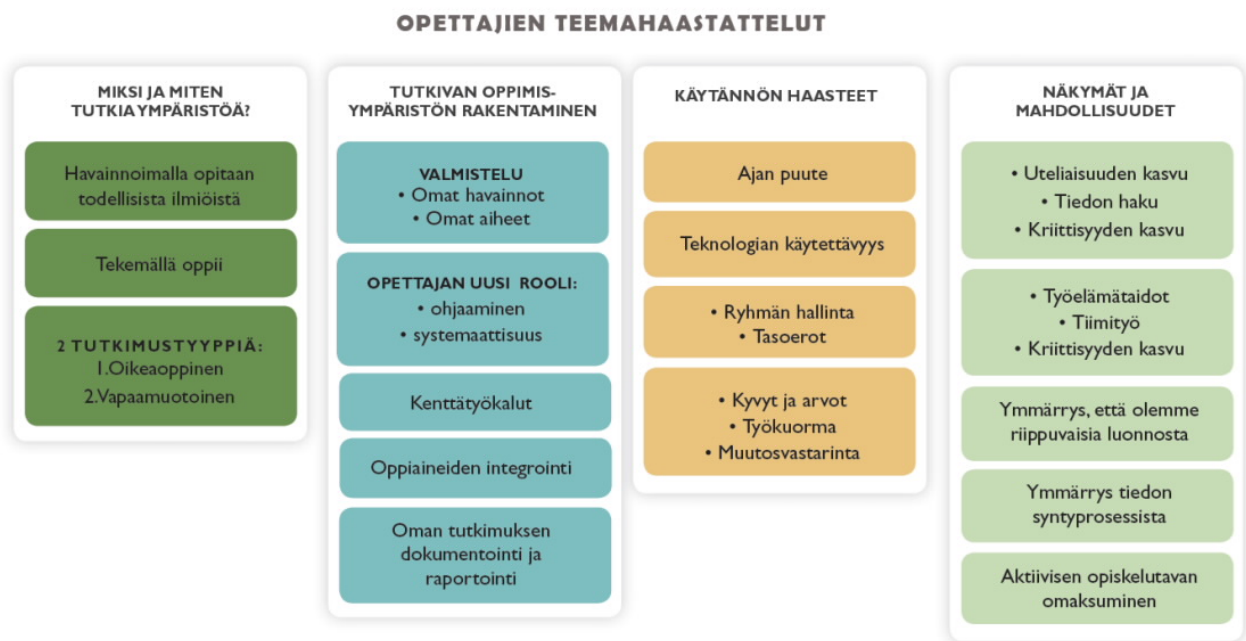 OPETTAJIEN TEEMAHAASTATTELUT
MIKSI JA MITEN
TUTKIA YMPÄRISTÖÄ?
Havainnoimalla opitaan
todellisista ilmiöistä
Tekemällä oppii
2 TUTKIMUSTYYPPIÄ:
1.Oikeaoppinen
2.Vapaamuotoinen
TUTKIVAN OPPIMIS-
YMPÄRISTÖN RAKENTAMINEN
VALMISTELU
• Omat havainnot
• Omat aiheet
OPETTAJAN UUSI ROOLI:
• ohjaaminen
• systemaattisuus
Kenttätyökalut
Oppiaineiden integrointi
Oman tutkimuksen
dokumentointi ja
raportointi
KÄYTÄNNÖN HAASTEET
Ajan puute
Teknologian käytettävyys
• Ryhmän hallinta
• Tasoerot
• Kyvyt ja arvot
• Työkuorma
• Muutosvastarinta
NÄKYMÄT JA
MAHDOLLISUUDET
• Uteliaisuuden kasvu
• Tiedon haku
• Kriittisyyden kasvu
• Työelämätaidot
• Tiimityö
• Kriittisyyden kasvu
Ymmärrys, että olemme
riippuvaisia luonnosta
Ymmärrys tiedon
syntyprosessista
Aktiivisen opiskelutavan
omaksuminen